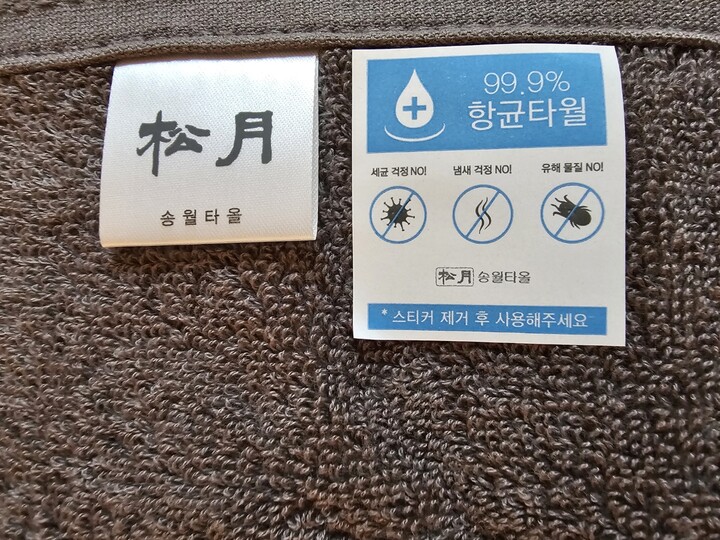 松月
송월타올
99.9%
항균타월
세균 걱정 NO! 냄새 걱정 NO! 유해 물질 NO!
松月 송월타올
* 스티커 제거 후 사용해주세요